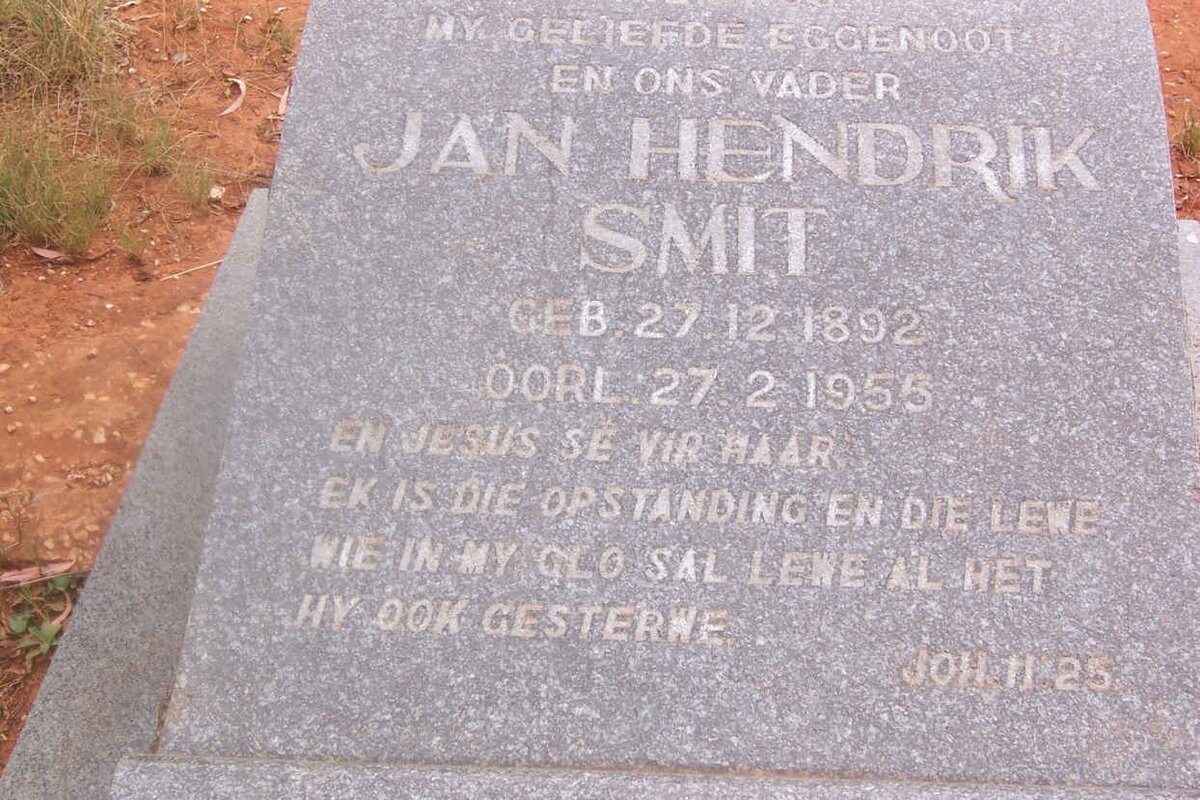 MY GELIEFDE EGGENOOT
EN ONS VADER
JAN HENDRIK
SMIT
GEB. 27.12.1892
OORL. 27.2.1955
EN JESUS SÊ VIR HAAR:
EK IS DIE OPSTANDING EN DIE LEWE,
WIE IN MY GLO SAL LEWE AL HET
HY OOK GESTERWE.
JOH. 11:25.